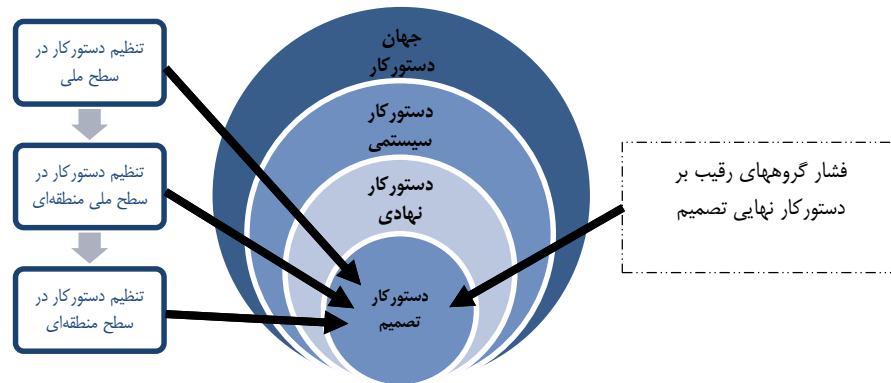 تنظیم دستورکار در
سطح ملی
تنظیم دستورکار در
سطح ملی منطقه‌ای
تنظیم دستورکار در
سطح منطقه‌ای
جهان
دستورکار
دستورکار
سیستمی
دستورکار
نهادی
دستورکار
تصمیم
فشار گروههای رقیب بر
دستورکار نهایی تصمیم